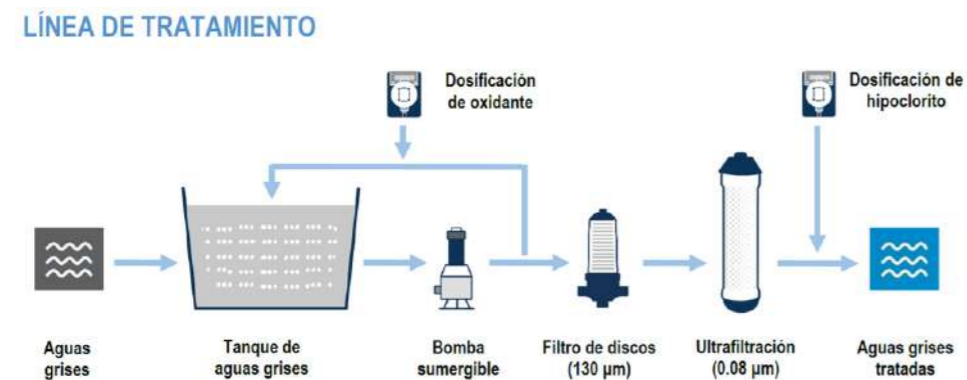 LÍNEA DE TRATAMIENTO
Dosificación
de oxidante
Dosificación de
hipoclorito
Aguas
grises
Tanque de
aguas grises
Bomba
sumergible
Filtro de discos
(130 µm)
Ultrafiltración
(0.08 µm)
Aguas grises
tratadas